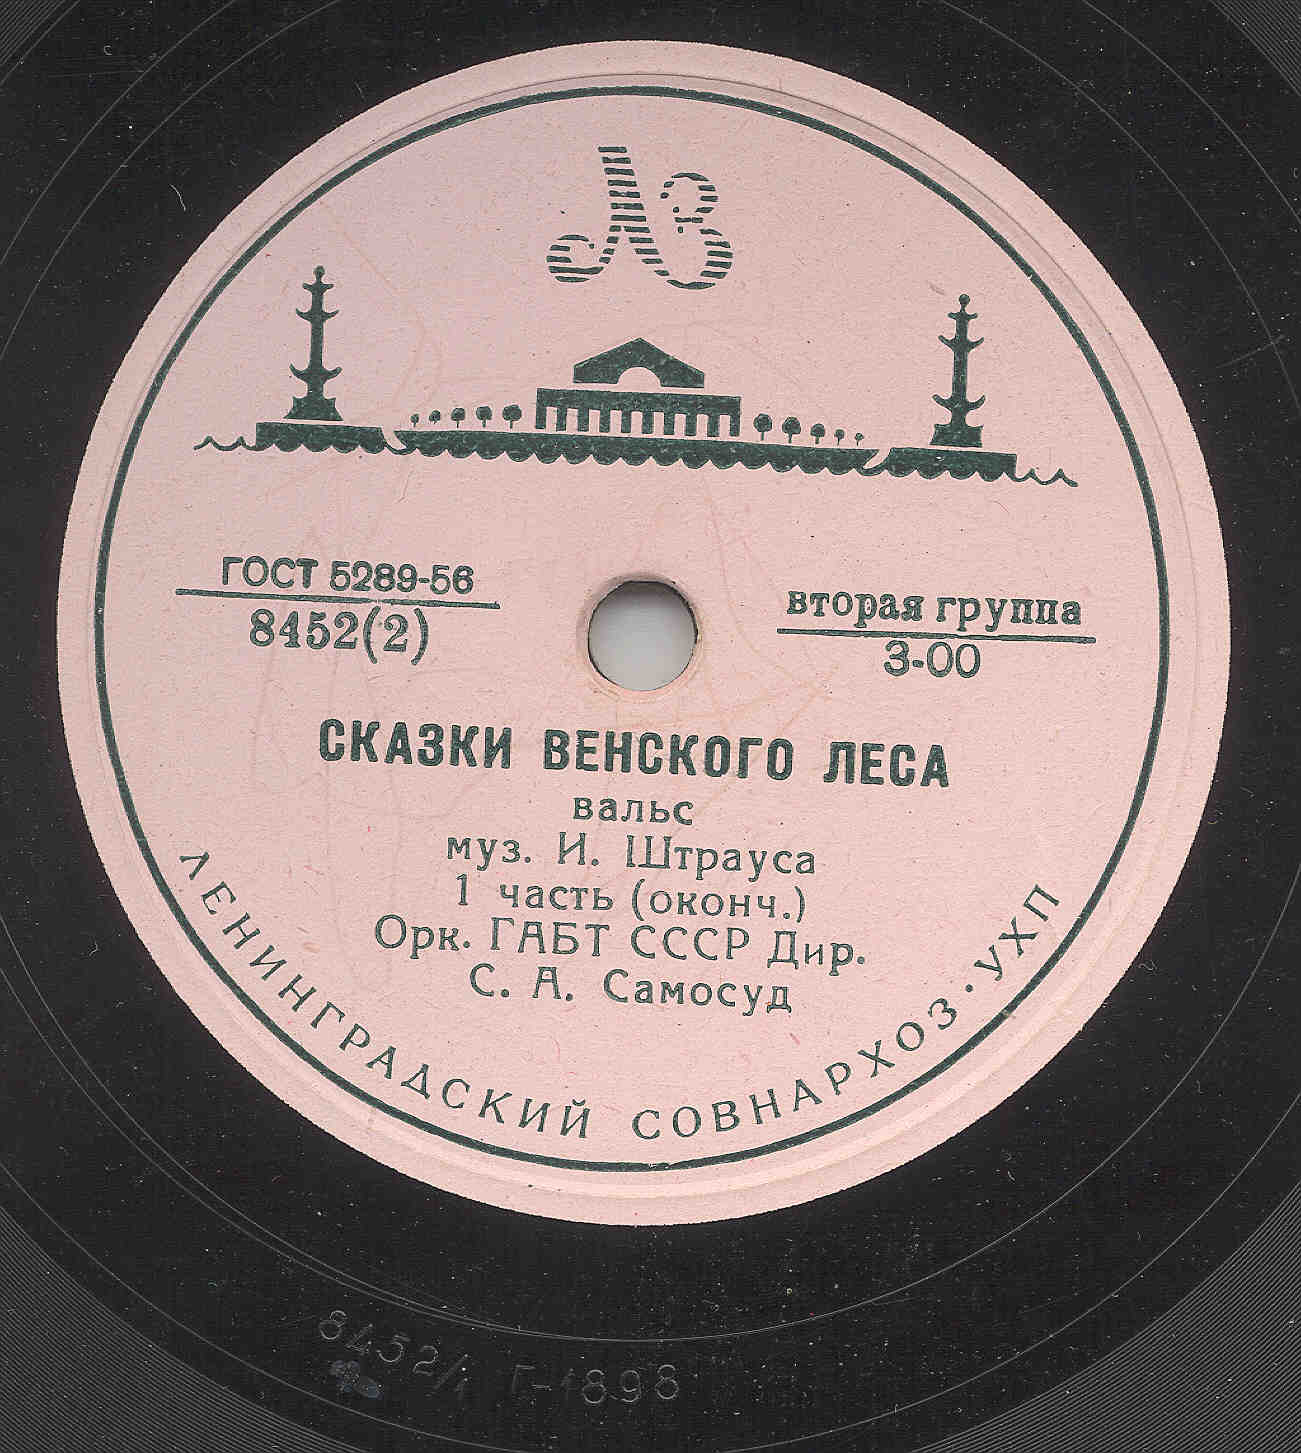 ЛЗ
ГОСТ 5289-56
8452(2)
вторая группа
3-00
СКАЗКИ ВЕНСКОГО ЛЕСА
вальс
муз. И. Штрауса
1 часть (оконч.)
Орк. ГАБТ СССР Дир.
С. А. Самосуд
ЛЕНИНГРАДСКИЙ СОВНАРХОЗ · УХП
8452/1 Г-1898